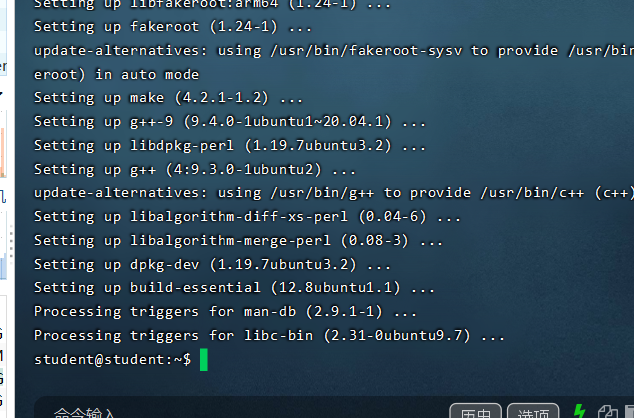 Setting up libfakeroot:arm64 (1.24-1) ...
Setting up fakeroot (1.24-1) ...
update-alternatives: using /usr/bin/fakeroot-sysv to provide /usr/bin
eroot) in auto mode
Setting up make (4.2.1-1.2) ...
Setting up g++-9 (9.4.0-1ubuntu1~20.04.1) ...
Setting up libdpkg-perl (1.19.7ubuntu3.2) ...
Setting up g++ (4:9.3.0-1ubuntu2) ...
update-alternatives: using /usr/bin/g++ to provide /usr/bin/c++ (c++)
Setting up libalgorithm-diff-xs-perl (0.04-6) ...
Setting up libalgorithm-merge-perl (0.08-3) ...
Setting up dpkg-dev (1.19.7ubuntu3.2) ...
Setting up build-essential (12.8ubuntu1.1) ...
Processing triggers for man-db (2.9.1-1) ...
Processing triggers for libc-bin (2.31-0ubuntu9.7) ...
student@student:~$
命令输入 历史 选项